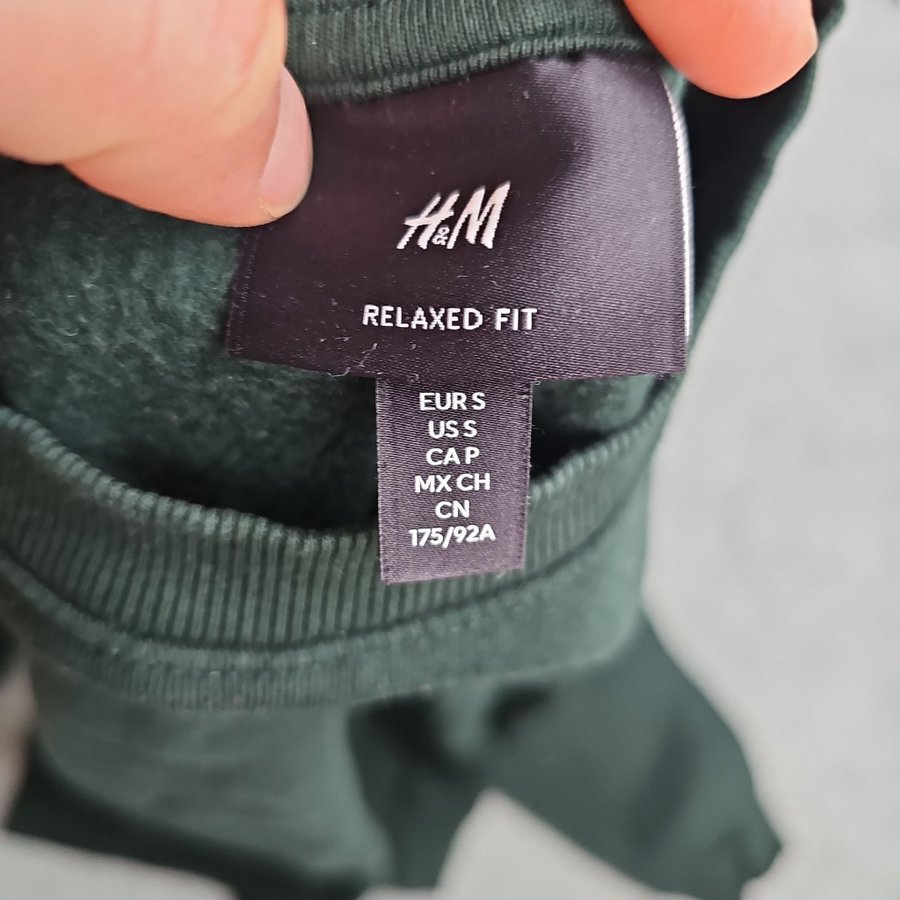 H&M
RELAXED FIT
EUR S
US S
CA P
MX CH
CN
175/92A